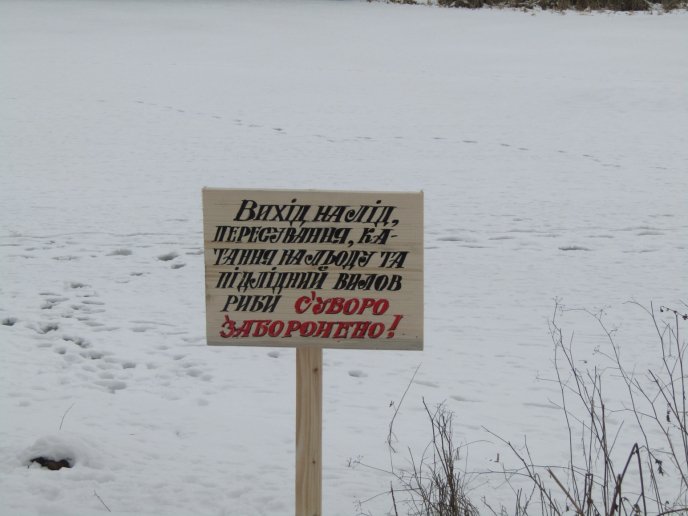 Вихід на лід,
пересування, ка-
тання на льоду та
підлідний вилов
риби суворо
заборонено!